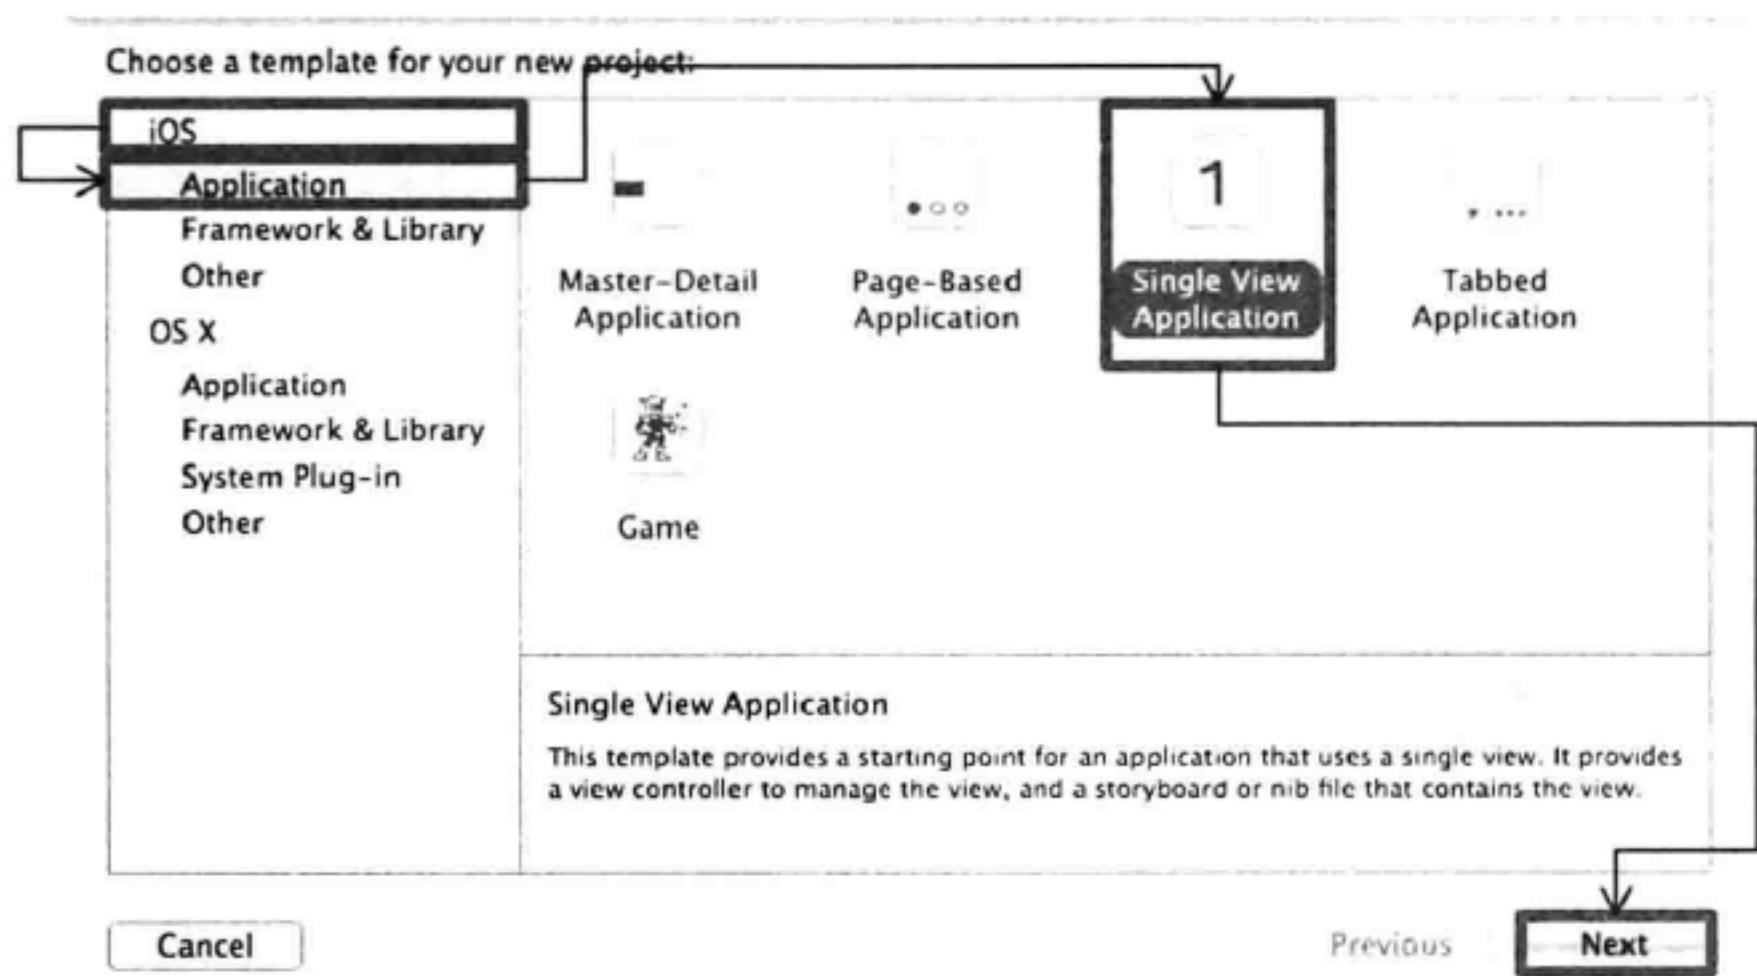 Choose a template for your new project:
iOS
Application
Framework & Library
Other
OS X
Application
Framework & Library
System Plug-in
Other
Master-Detail
Application
Page-Based
Application
1
Single View
Application
Tabbed
Application
Game
Single View Application
This template provides a starting point for an application that uses a single view. It provides
a view controller to manage the view, and a storyboard or nib file that contains the view.
Cancel
Previous
Next